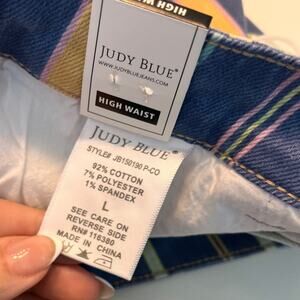 HIGH WAIST
JUDY BLUE®
WWW.JUDYBLUEJEANS.COM
HIGH WAIST
JUDY BLUE®
STYLE# JB150190 P-CO
92% COTTON
7% POLYESTER
1% SPANDEX
L
SEE CARE ON
REVERSE SIDE
RN# 116380
MADE IN CHINA